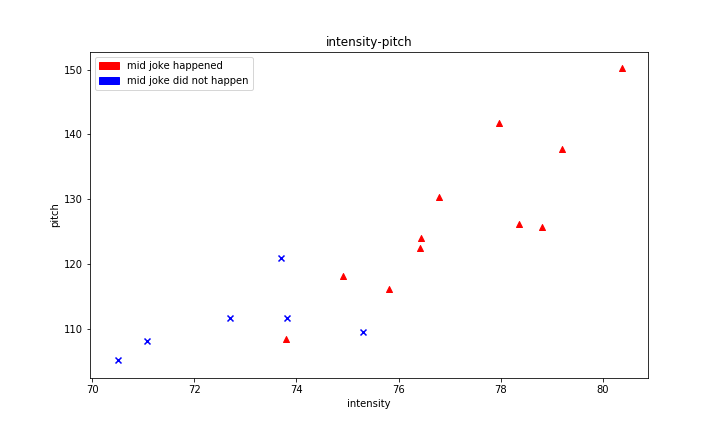 intensity-pitch
mid joke happened
mid joke did not happen
150
140
130
120
110
pitch
70 72 74 76 78 80
intensity